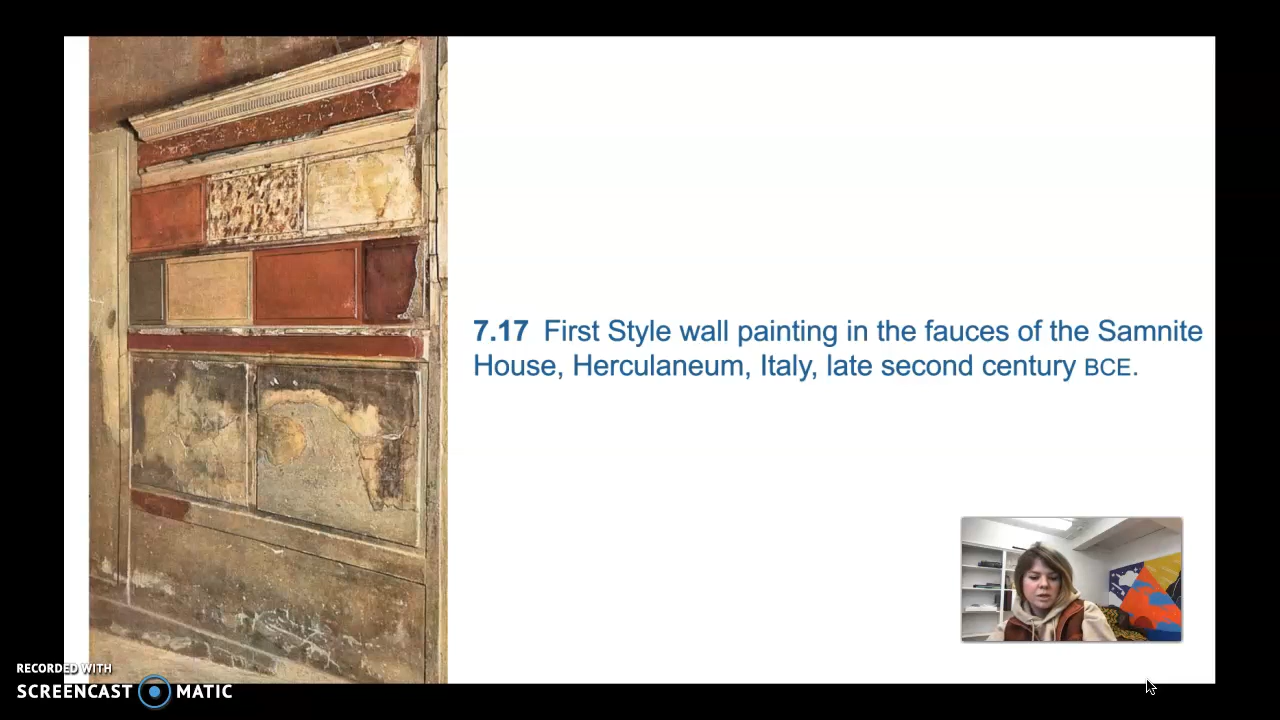 7.17 First Style wall painting in the fauces of the Samnite
House, Herculaneum, Italy, late second century BCE.
RECORDED WITH
SCREENCAST MATIC